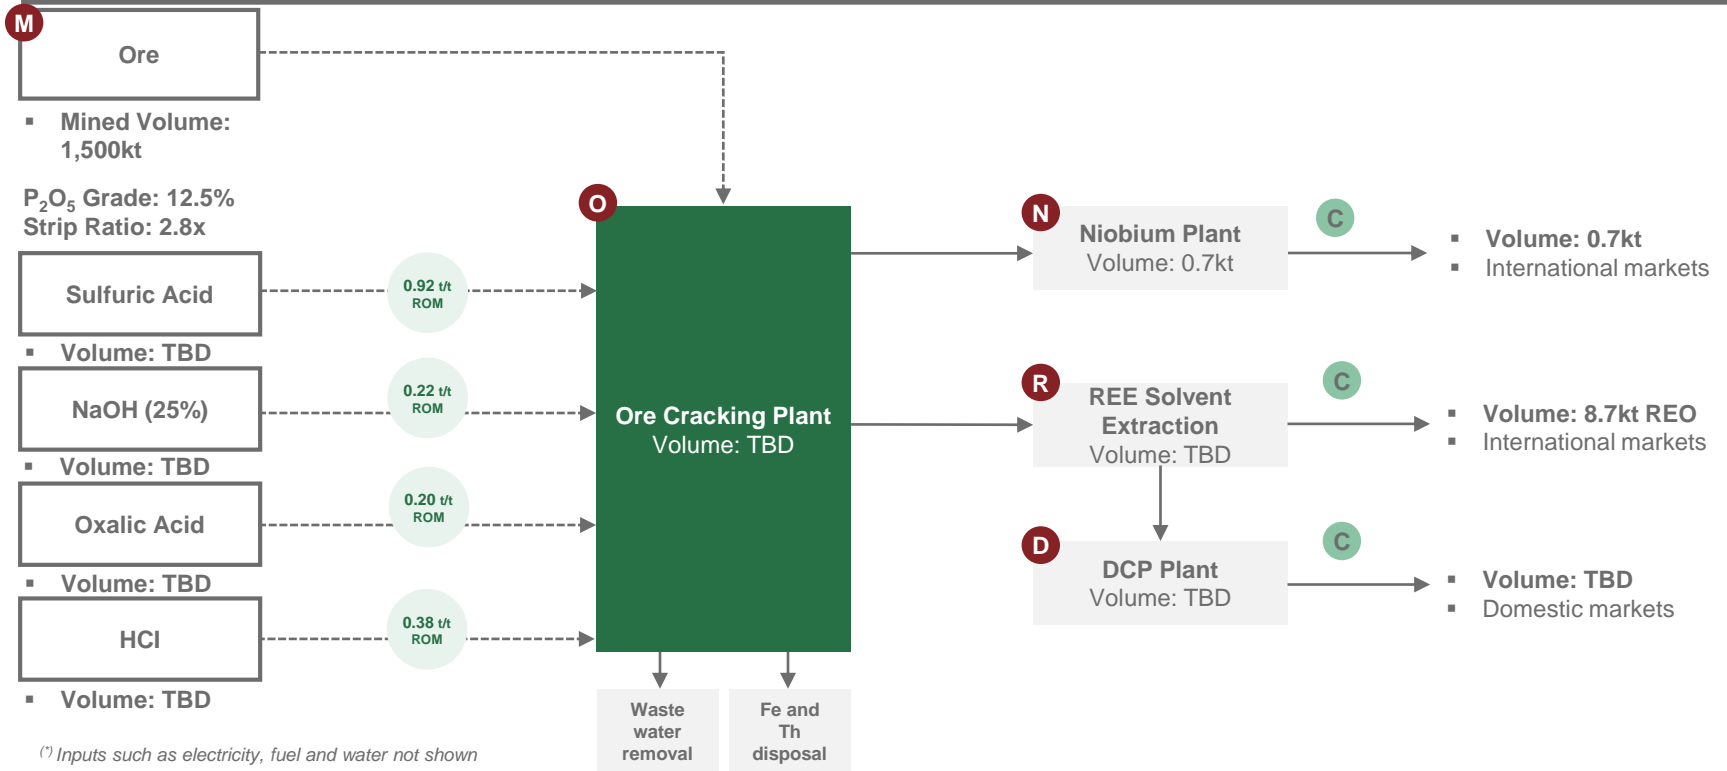 M
Ore
▪ Mined Volume:
1,500kt
P₂O₅ Grade: 12.5%
Strip Ratio: 2.8x
Sulfuric Acid
▪ Volume: TBD
NaOH (25%)
▪ Volume: TBD
Oxalic Acid
▪ Volume: TBD
HCl
▪ Volume: TBD
0.92 t/t
ROM
0.22 t/t
ROM
0.20 t/t
ROM
0.38 t/t
ROM
O
Ore Cracking Plant
Volume: TBD
Waste
water
removal
Fe and
Th
disposal
N
Niobium Plant
Volume: 0.7kt
C
▪ Volume: 0.7kt
▪ International markets
R
REE Solvent
Extraction
Volume: TBD
C
▪ Volume: 8.7kt REO
▪ International markets
D
DCP Plant
Volume: TBD
C
▪ Volume: TBD
▪ Domestic markets
(*) Inputs such as electricity, fuel and water not shown